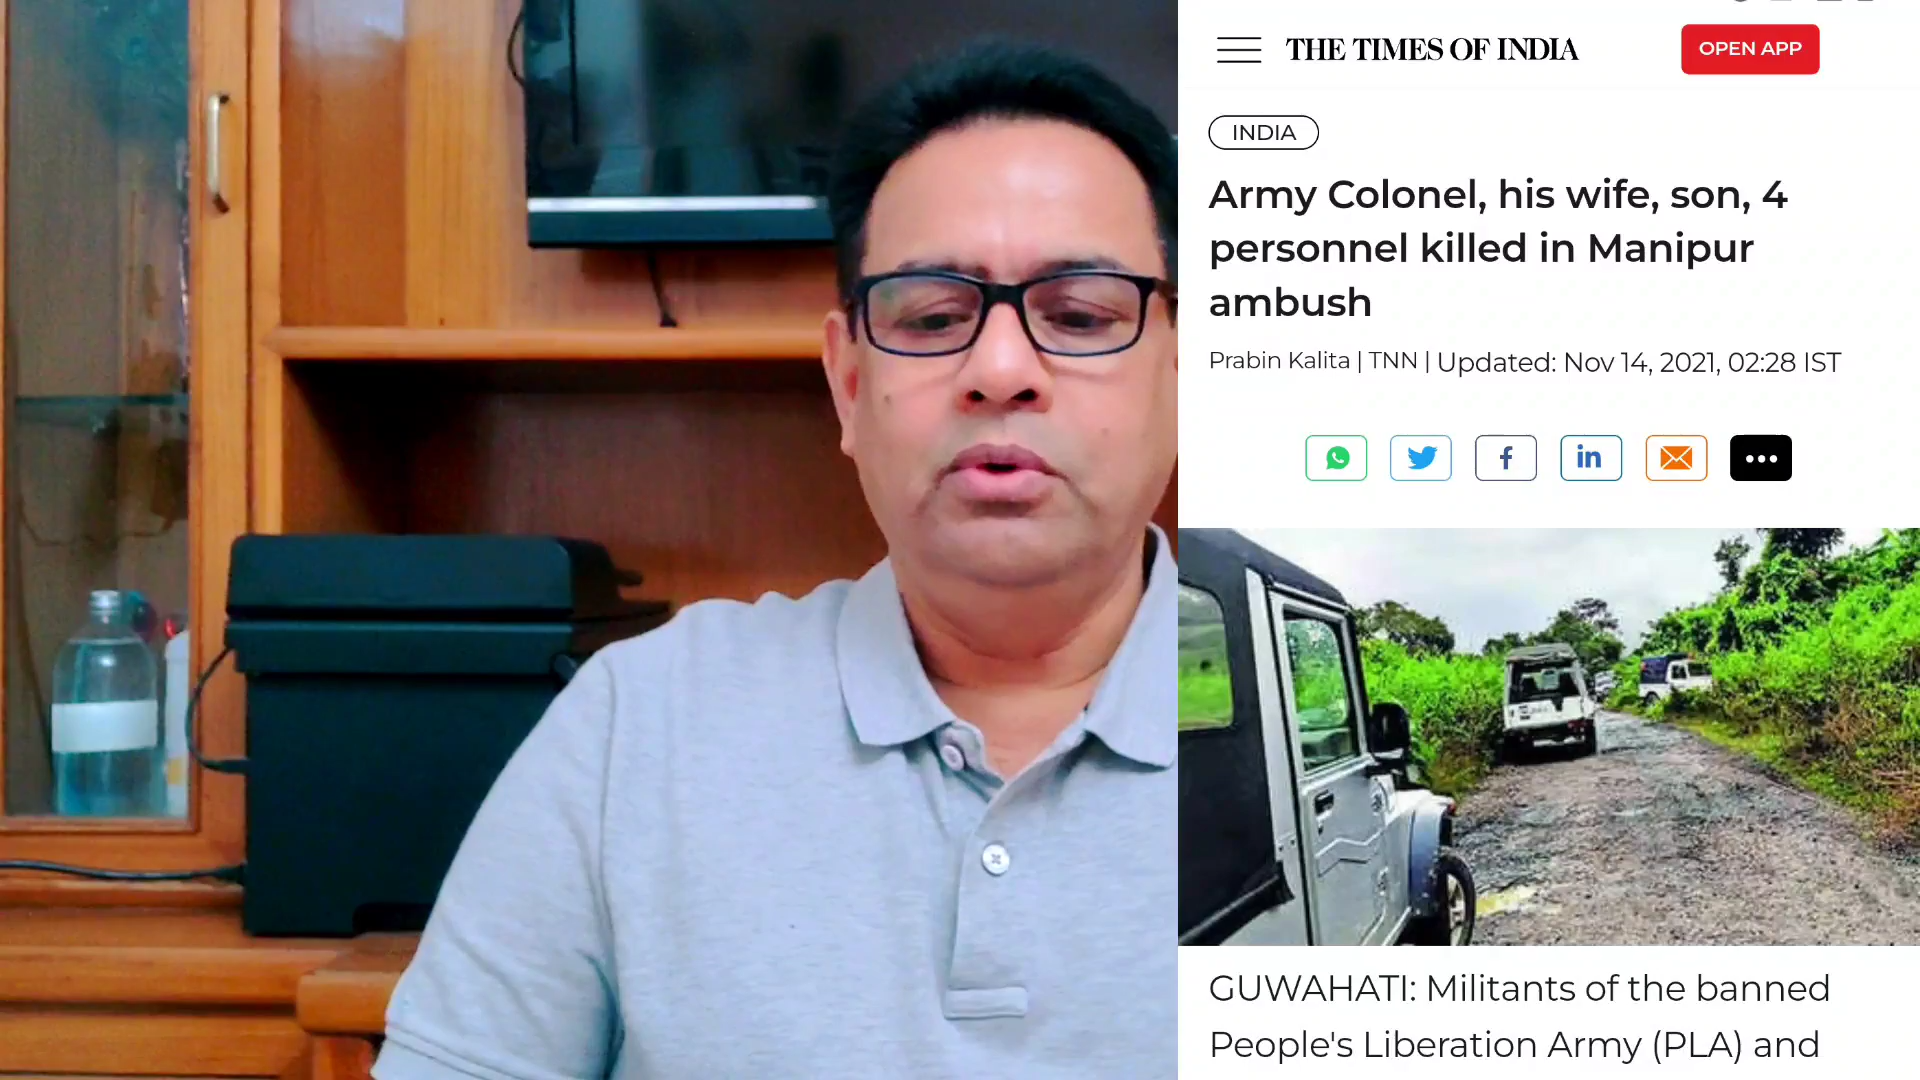 THE TIMES OF INDIA
OPEN APP
INDIA
Army Colonel, his wife, son, 4
personnel killed in Manipur
ambush
Prabin Kalita | TNN | Updated: Nov 14, 2021, 02:28 IST
GUWAHATI: Militants of the banned
People's Liberation Army (PLA) and